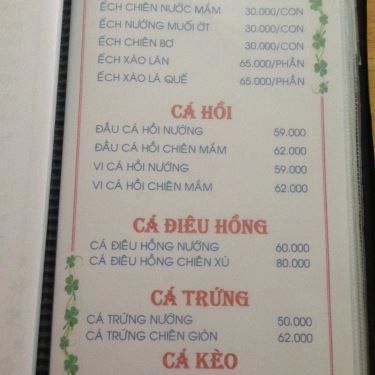 ẾCH CHIÊN NƯỚC MẮM 30.000/CON
ẾCH NƯỚNG MUỐI ỚT 30.000/CON
ẾCH CHIÊN BƠ 30.000/CON
ẾCH XÀO LĂN 65.000/PHẦN
ẾCH XÀO LÁ QUẾ 65.000/PHẦN
CÁ HỒI
ĐẦU CÁ HỒI NƯỚNG 59.000
ĐẦU CÁ HỒI CHIÊN MẮM 62.000
VI CÁ HỒI NƯỚNG 59.000
VI CÁ HỒI CHIÊN MẮM 62.000
CÁ ĐIÊU HỒNG
CÁ ĐIÊU HỒNG NƯỚNG 60.000
CÁ ĐIÊU HỒNG CHIÊN XÙ 80.000
CÁ TRỨNG
CÁ TRỨNG NƯỚNG 50.000
CÁ TRỨNG CHIÊN GIÒN 62.000
CÁ KÈO